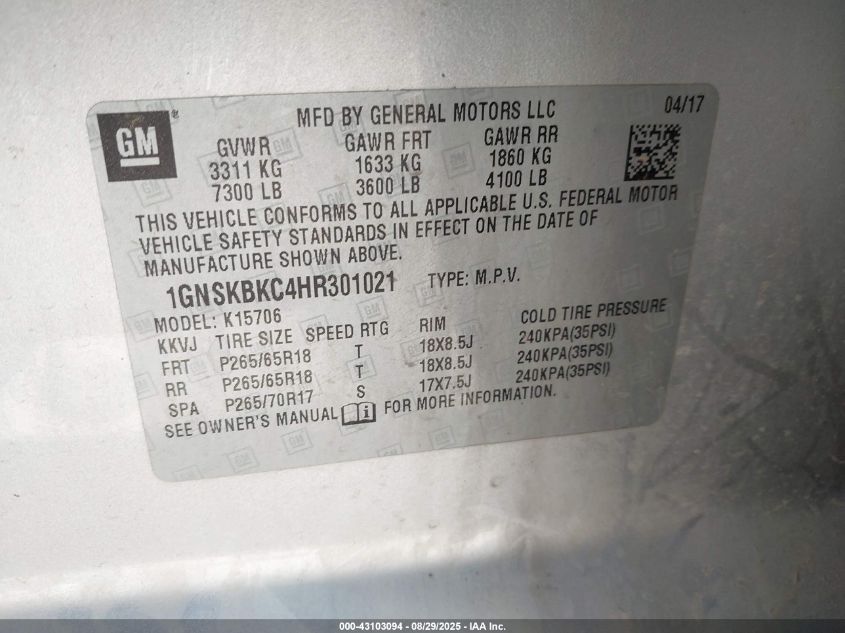 GM
®
MFD BY GENERAL MOTORS LLC
04/17
GVWR GAWR FRT GAWR RR
3311 KG 1633 KG 1860 KG
7300 LB 3600 LB 4100 LB
THIS VEHICLE CONFORMS TO ALL APPLICABLE U.S. FEDERAL MOTOR
VEHICLE SAFETY STANDARDS IN EFFECT ON THE DATE OF
MANUFACTURE SHOWN ABOVE.
1GNSKBKC4HR301021 TYPE: M.P.V.
MODEL: K15706
KKVJ TIRE SIZE SPEED RTG RIM COLD TIRE PRESSURE
FRT P265/65R18 T 18X8.5J 240KPA(35PSI)
RR P265/65R18 T 18X8.5J 240KPA(35PSI)
SPA P265/70R17 S 17X7.5J 240KPA(35PSI)
SEE OWNER'S MANUAL i FOR MORE INFORMATION.
000-43103094 - 08/29/2025 - IAA Inc.